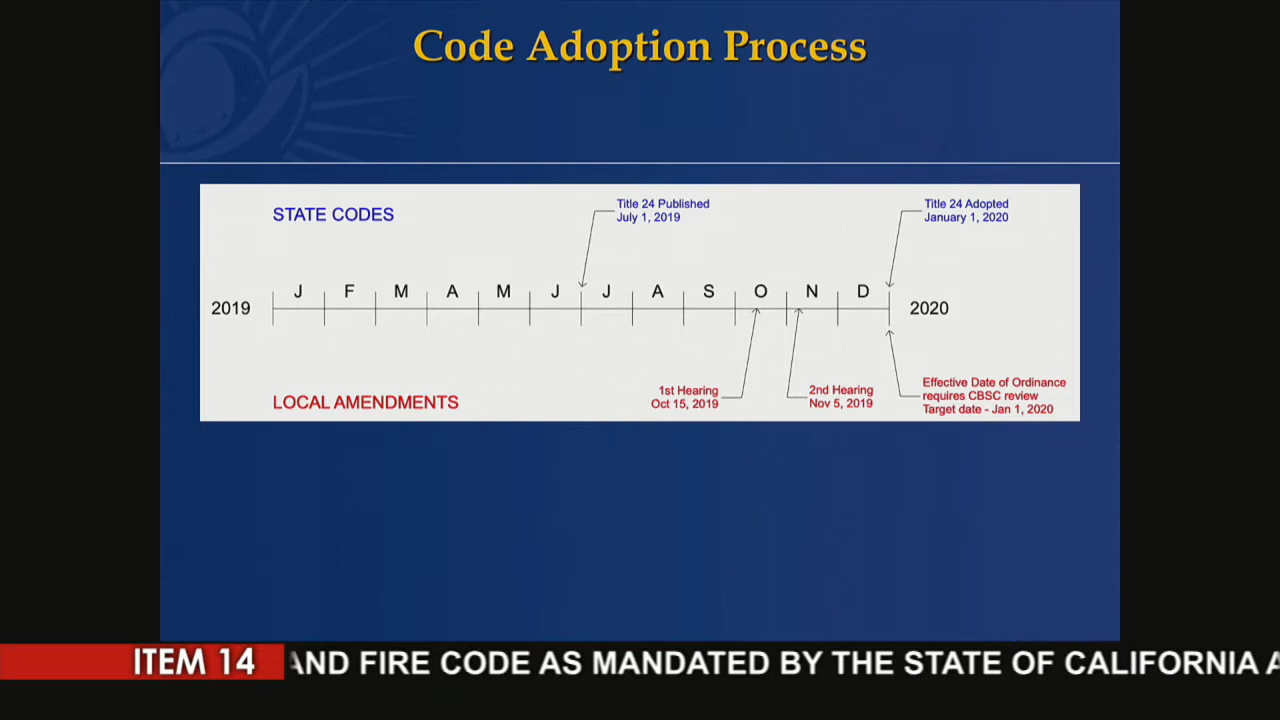 Code Adoption Process
STATE CODES
Title 24 Published
July 1, 2019
Title 24 Adopted
January 1, 2020
2019
J F M A M J J A S O N D
2020
LOCAL AMENDMENTS
1st Hearing
Oct 15, 2019
2nd Hearing
Nov 5, 2019
Effective Date of Ordinance
requires CBSC review
Target date - Jan 1, 2020
ITEM 14
AND FIRE CODE AS MANDATED BY THE STATE OF CALIFORNIA A